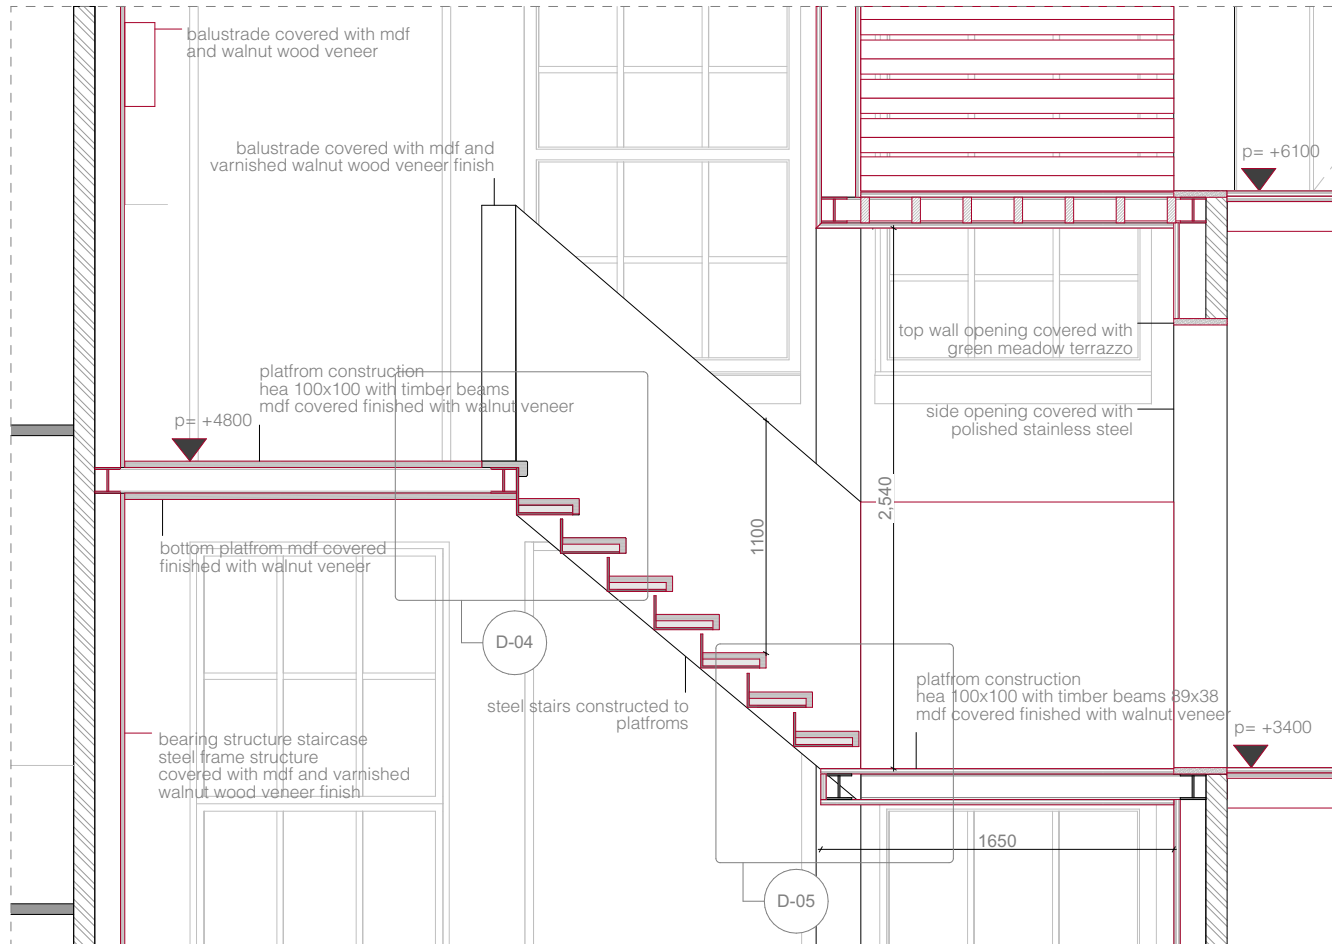 balustrade covered with mdf
and walnut wood veneer
balustrade covered with mdf and
varnished walnut wood veneer finish
p= +6100
top wall opening covered with
green meadow terrazzo
platfrom construction
hea 100x100 with timber beams
mdf covered finished with walnut veneer
p= +4800
side opening covered with
polished stainless steel
2,540
1100
bottom platfrom mdf covered
finished with walnut veneer
D-04
steel stairs constructed to
platfroms
platfrom construction
hea 100x100 with timber beams 89x38
mdf covered finished with walnut veneer
p= +3400
bearing structure staircase
steel frame structure
covered with mdf and varnished
walnut wood veneer finish
1650
D-05